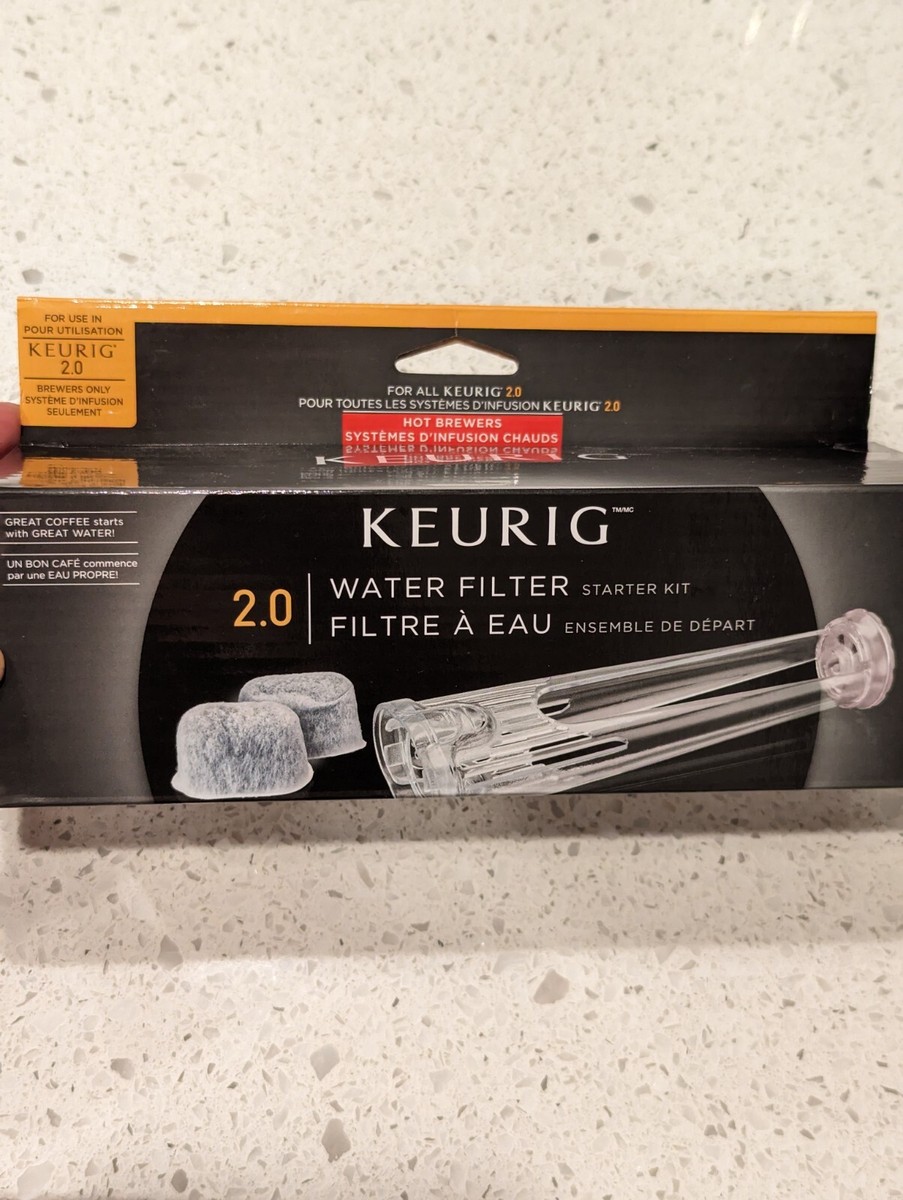 FOR USE IN
POUR UTILISATION
KEURIG®
2.0
BREWERS ONLY
SYSTÈME D'INFUSION
SEULEMENT
FOR ALL KEURIG® 2.0
POUR TOUTES LES SYSTÈMES D'INFUSION KEURIG® 2.0
HOT BREWERS
SYSTÈMES D'INFUSION CHAUDS
GREAT COFFEE starts
with GREAT WATER!
UN BON CAFÉ commence
par une EAU PROPRE!
KEURIG™/MC
2.0
WATER FILTER STARTER KIT
FILTRE À EAU ENSEMBLE DE DÉPART